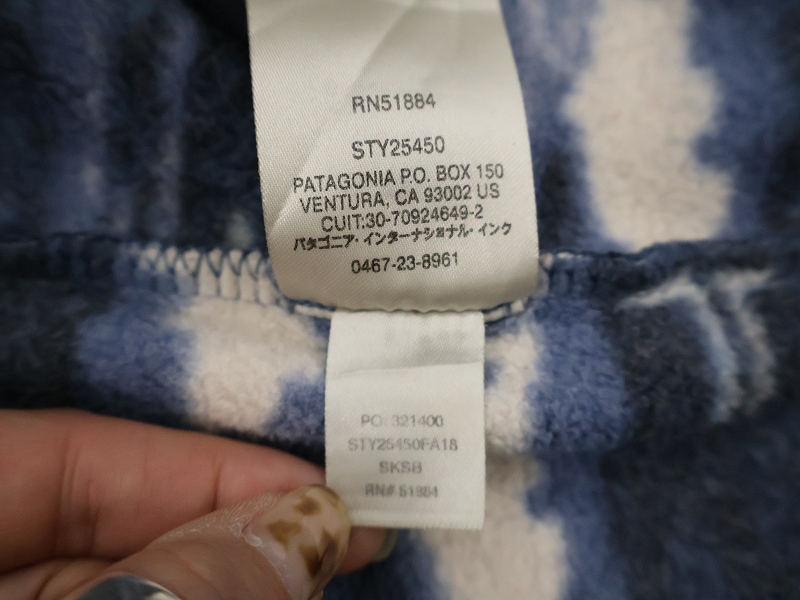 RN51884
STY25450
PATAGONIA P.O. BOX 150
VENTURA, CA 93002 US
CUIT:30-70924649-2
パタゴニア・インターナショナル・インク
0467-23-8961
PO: 321400
STY25450FA18
SKSB
RN# 51884